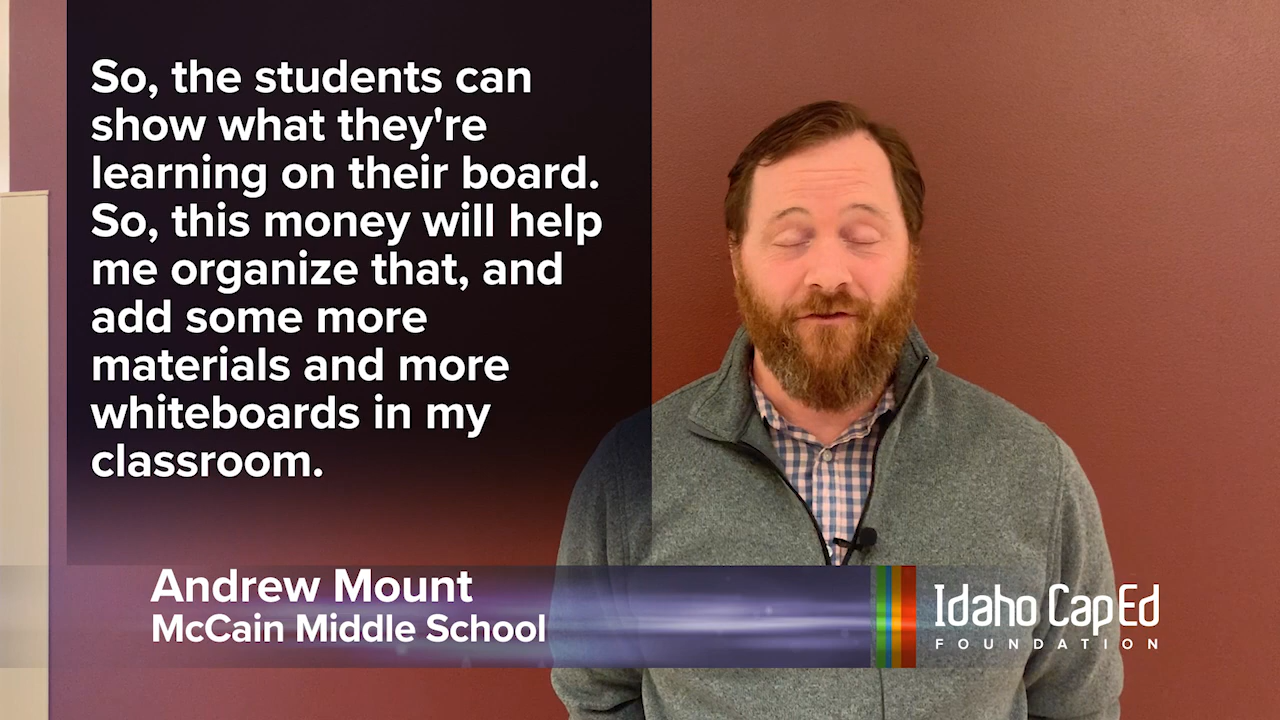 So, the students can
show what they're
learning on their board.
So, this money will help
me organize that, and
add some more
materials and more
whiteboards in my
classroom.
Andrew Mount
McCain Middle School
Idaho CapEd
FOUNDATION